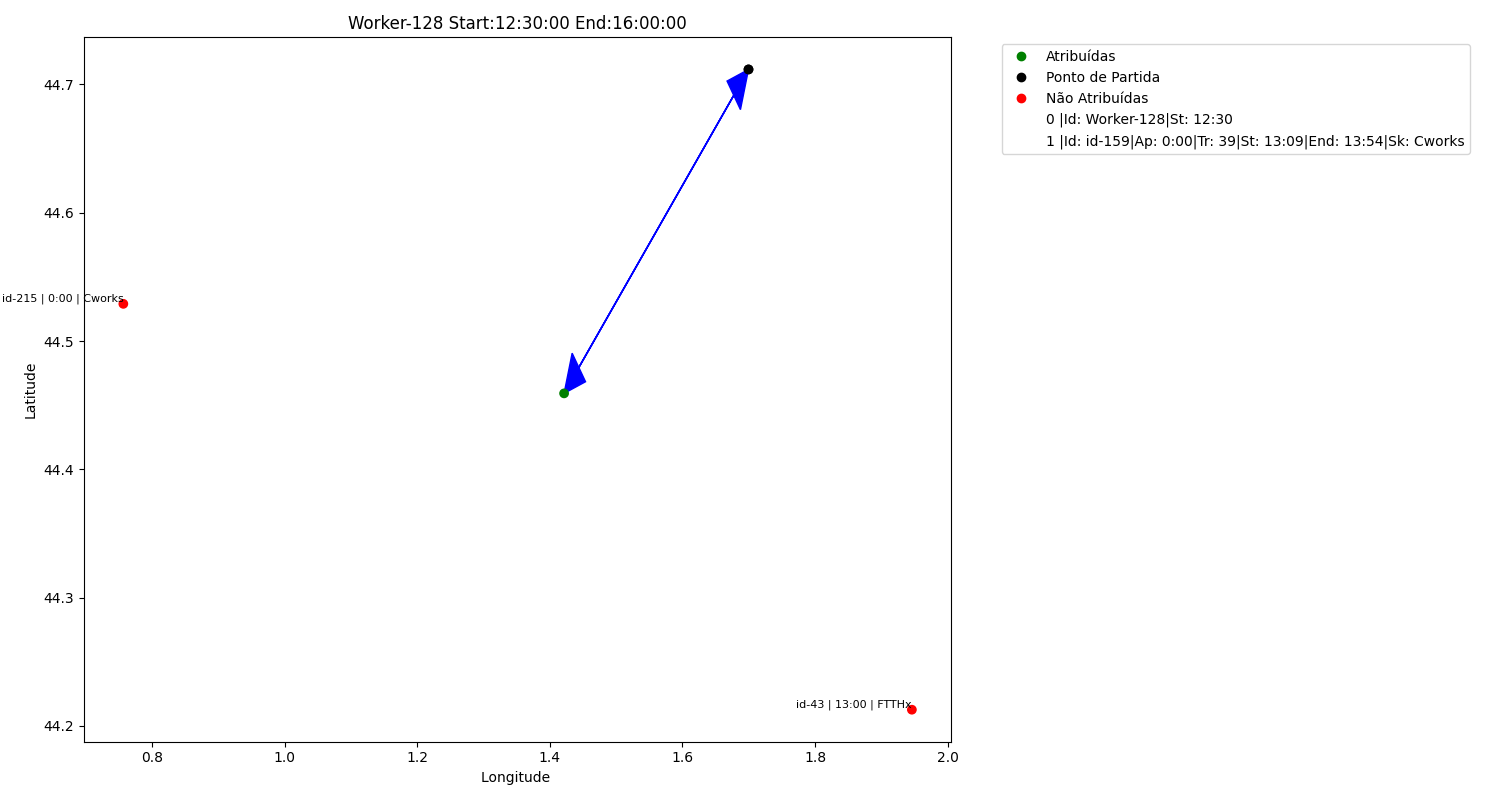 Worker-128 Start:12:30:00 End:16:00:00
Atribuídas
Ponto de Partida
Não Atribuídas
0 |Id: Worker-128|St: 12:30
1 |Id: id-159|Ap: 0:00|Tr: 39|St: 13:09|End: 13:54|Sk: Cworks
44.7
44.6
44.5
44.4
44.3
44.2
Latitude
id-215 | 0:00 | Cworks
id-43 | 13:00 | FTTHx
0.8 1.0 1.2 1.4 1.6 1.8 2.0
Longitude